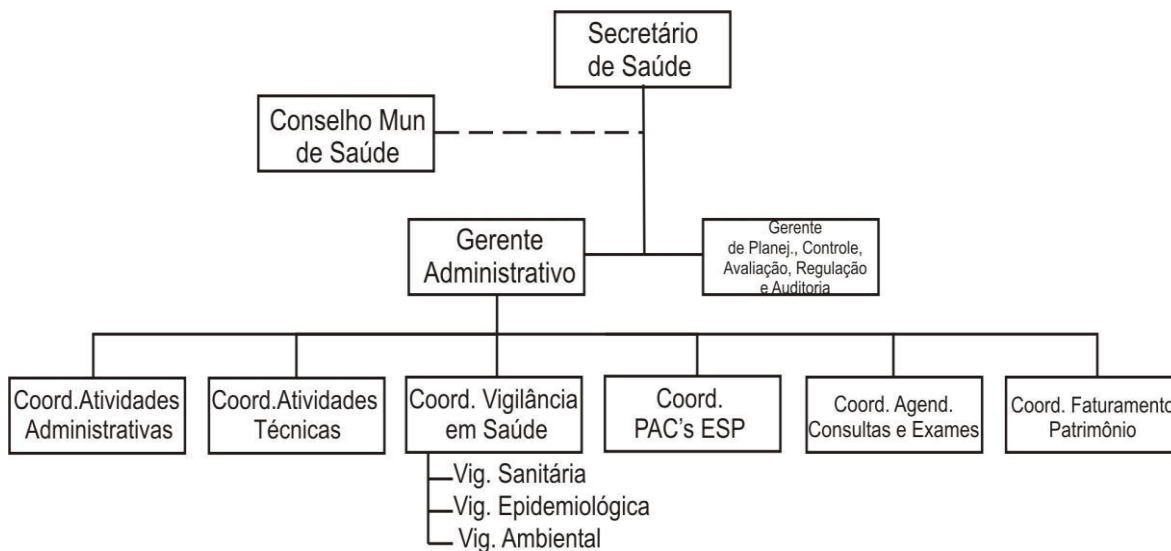 Secretário
de Saúde
Conselho Mun
de Saúde
Gerente
Administrativo
Gerente
de Planej., Controle,
Avaliação, Regulação
e Auditoria
Coord.Atividades
Administrativas
Coord.Atividades
Técnicas
Coord. Vigilância
em Saúde
Coord.
PAC's ESP
Coord. Agend.
Consultas e Exames
Coord. Faturamento
Patrimônio
Vig. Sanitária
Vig. Epidemiológica
Vig. Ambiental